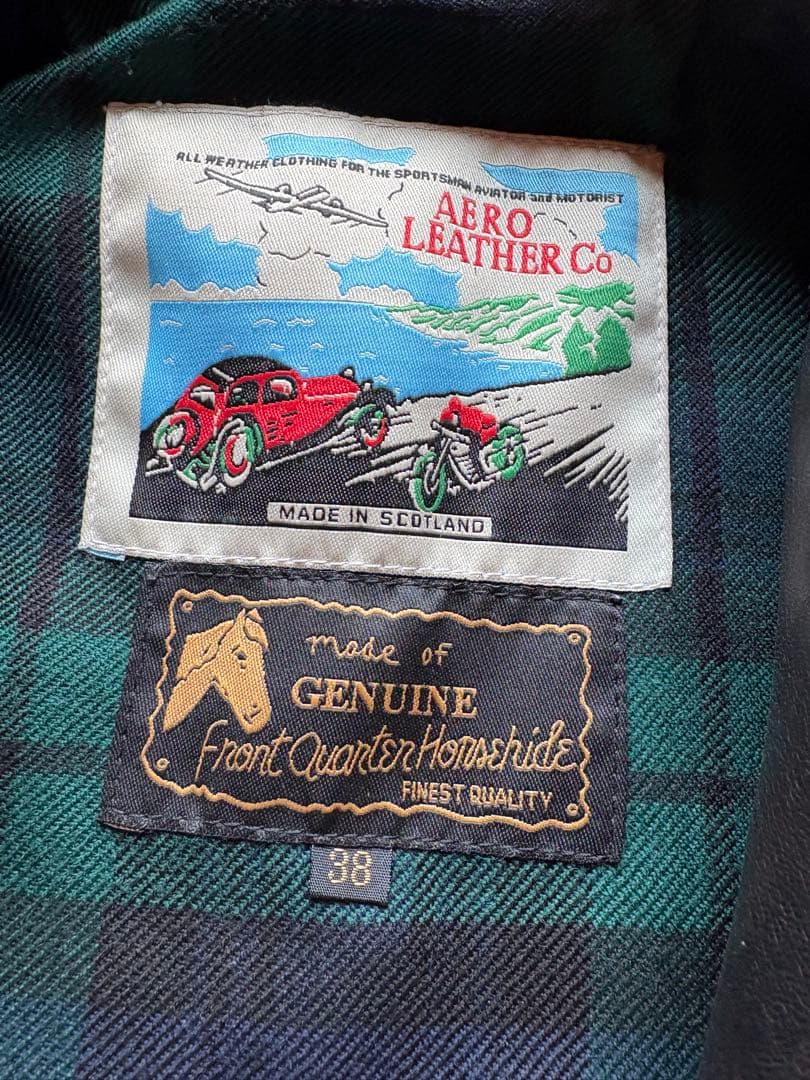 ALL WEATHER CLOTHING FOR THE SPORTSMAN AVIATOR and MOTORIST
AERO
LEATHER Co
MADE IN SCOTLAND
made of
GENUINE
Front Quarter Horsehide
FINEST QUALITY
38